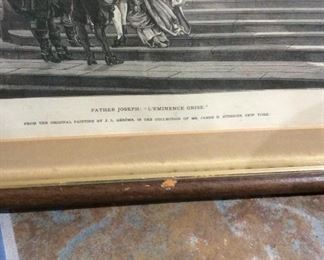 FATHER JOSEPH: "L'EMINENCE GRISE."
FROM THE ORIGINAL PAINTING BY J. L. GÉRÔME, IN THE COLLECTION OF MR. JAMES H. STEBBINS, NEW YORK.